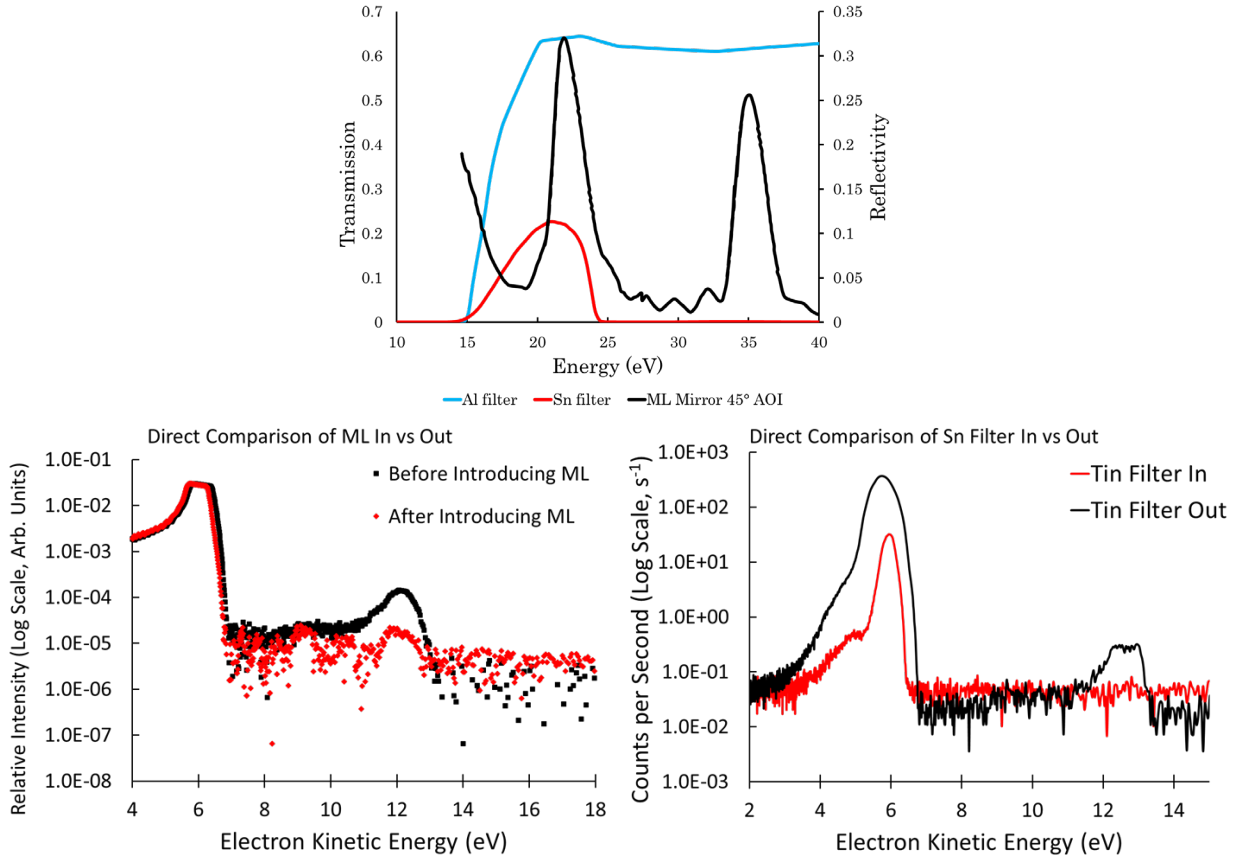 0.7
0.6
0.5
0.4
0.3
0.2
0.1
0
Transmission
0.35
0.3
0.25
0.2
0.15
0.1
0.05
0
Reflectivity
10 15 20 25 30 35 40
Energy (eV)
Al filter Sn filter ML Mirror 45° AOI
Direct Comparison of ML In vs Out
Relative Intensity (Log Scale, Arb. Units)
1.0E-01
1.0E-02
1.0E-03
1.0E-04
1.0E-05
1.0E-06
1.0E-07
1.0E-08
Before Introducing ML
After Introducing ML
4 6 8 10 12 14 16 18
Electron Kinetic Energy (eV)
Direct Comparison of Sn Filter In vs Out
Counts per Second (Log Scale, s⁻¹)
1.0E+03
1.0E+02
1.0E+01
1.0E+00
1.0E-01
1.0E-02
1.0E-03
Tin Filter In
Tin Filter Out
2 4 6 8 10 12 14
Electron Kinetic Energy (eV)